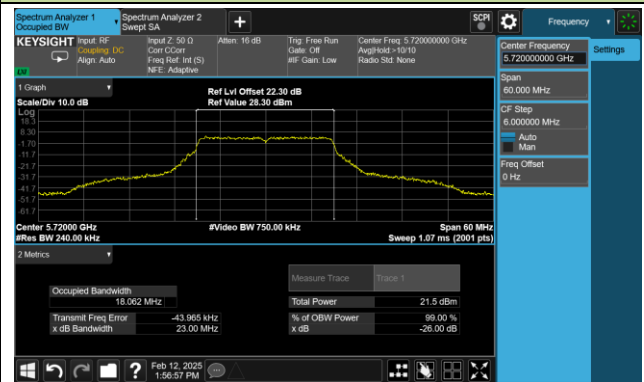 Spectrum Analyzer 1
Occupied BW
Spectrum Analyzer 2
Swept SA
SCPI
Frequency
KEYSIGHT
Input: RF
Coupling: DC
Align: Auto
Input Z: 50 Ω
Corr CCorr
Freq Ref: Int (S)
NFE: Adaptive
Atten: 16 dB
Trig: Free Run
Gate: Off
#IF Gain: Low
Center Freq: 5.720000000 GHz
Avg|Hold:>10/10
Radio Std: None
LXI
Center Frequency
5.720000000 GHz
Settings
Span
60.000 MHz
CF Step
6.000000 MHz
Auto
Man
Freq Offset
0 Hz
1 Graph
Scale/Div 10.0 dB
Ref Lvl Offset 22.30 dB
Ref Value 28.30 dBm
Log
18.3
8.30
-1.70
-11.7
-21.7
-31.7
-41.7
-51.7
-61.7
Center 5.72000 GHz
#Res BW 240.00 kHz
#Video BW 750.00 kHz
Span 60 MHz
Sweep 1.07 ms (2001 pts)
2 Metrics
Measure Trace
Trace 1
Occupied Bandwidth
18.062 MHz
Total Power
21.5 dBm
Transmit Freq Error
-43.965 kHz
% of OBW Power
99.00 %
x dB Bandwidth
23.00 MHz
x dB
-26.00 dB
?
Feb 12, 2025
1:56:57 PM